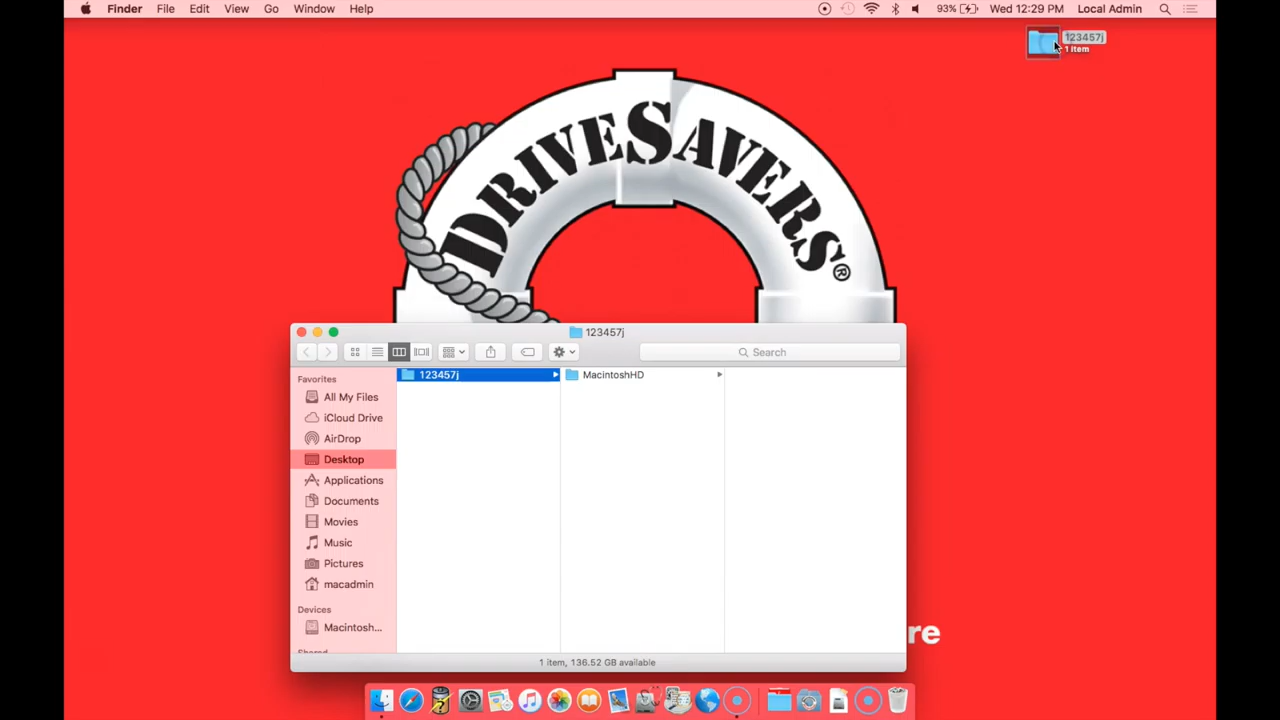 Finder File Edit View Go Window Help 93% Wed 12:29 PM Local Admin
123457j
1 item
DRIVESAVERS®
123457j
Search
Favorites
All My Files
iCloud Drive
AirDrop
Desktop
Applications
Documents
Movies
Music
Pictures
macadmin
Devices
Macintosh...
123457j
MacintoshHD
re
1 item, 136.52 GB available